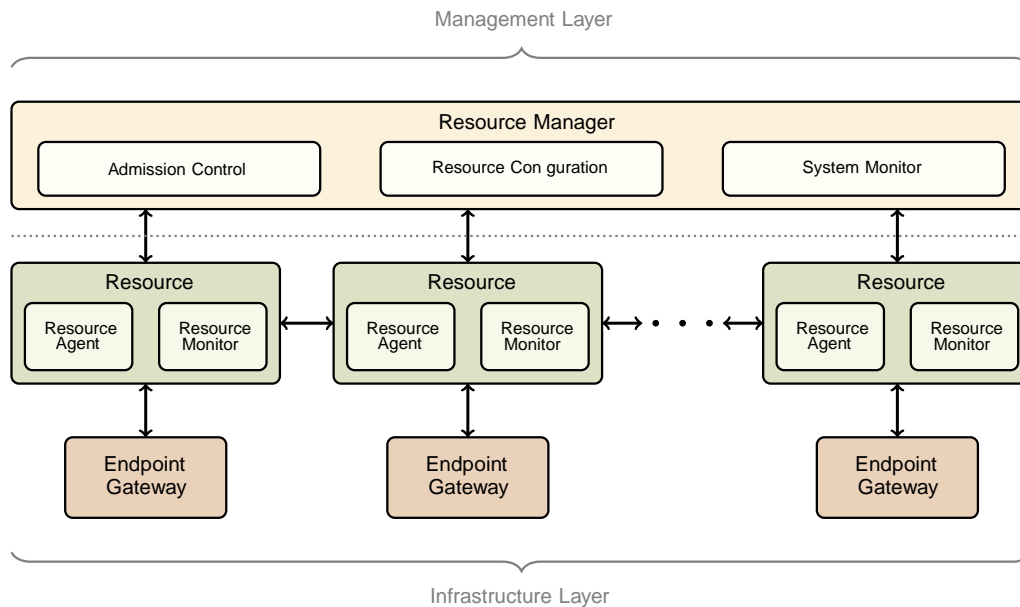 Management Layer
Resource Manager
Admission Control
Resource Con guration
System Monitor
Resource
Resource
Resource
Resource
Agent
Resource
Monitor
Resource
Agent
Resource
Monitor
Resource
Agent
Resource
Monitor
Endpoint
Gateway
Endpoint
Gateway
Endpoint
Gateway
Infrastructure Layer